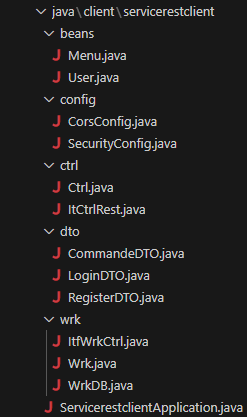 java\client\servicerestclient
beans
Menu.java
User.java
config
CorsConfig.java
SecurityConfig.java
ctrl
Ctrl.java
ItCtrlRest.java
dto
CommandeDTO.java
LoginDTO.java
RegisterDTO.java
wrk
ItfWrkCtrl.java
Wrk.java
WrkDB.java
ServicerestclientApplication.java